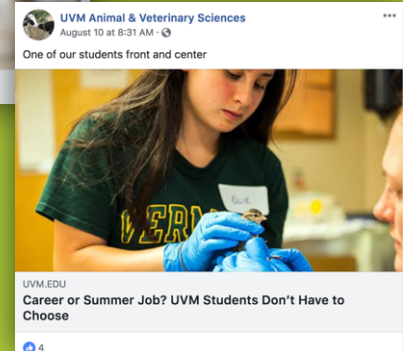 UVM Animal & Veterinary Sciences
August 10 at 8:31 AM ·
One of our students front and center
VERM
UVM.EDU
Career or Summer Job? UVM Students Don't Have to
Choose
4